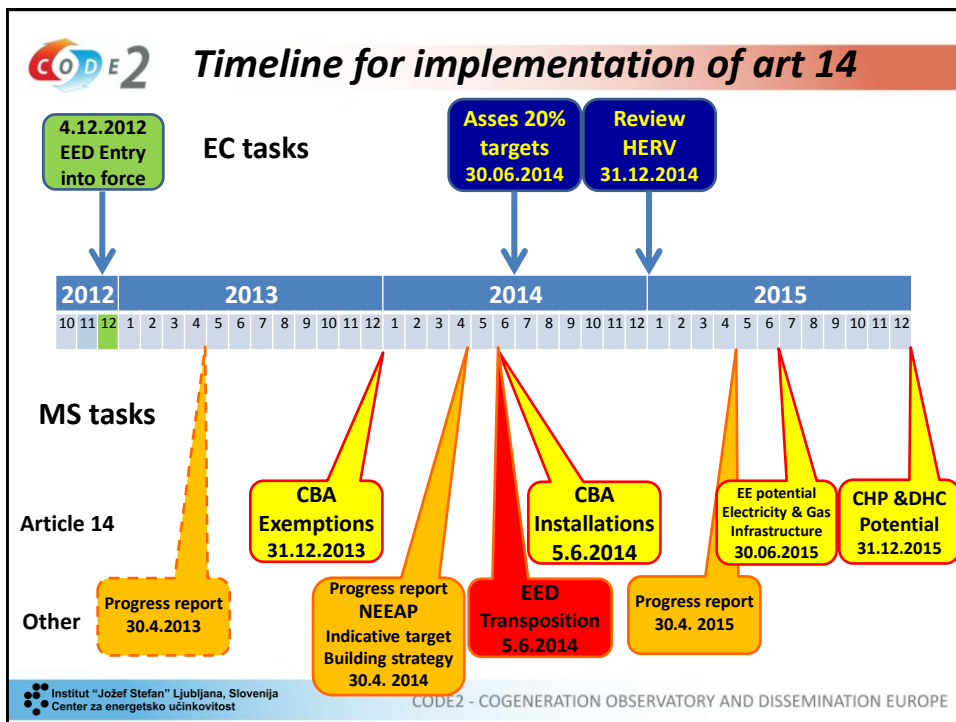 CODE2
Timeline for implementation of art 14
4.12.2012
EED Entry
into force
EC tasks
Asses 20%
targets
30.06.2014
Review
HERV
31.12.2014
2012 2013 2014 2015
10 11 12 1 2 3 4 5 6 7 8 9 10 11 12 1 2 3 4 5 6 7 8 9 10 11 12 1 2 3 4 5 6 7 8 9 10 11 12
MS tasks
Article 14
CBA
Exemptions
31.12.2013
CBA
Installations
5.6.2014
EE potential
Electricity & Gas
Infrastructure
30.06.2015
CHP &DHC
Potential
31.12.2015
Other
Progress report
30.4.2013
Progress report
NEEAP
Indicative target
Building strategy
30.4. 2014
EED
Transposition
5.6.2014
Progress report
30.4. 2015
Institut "Jožef Stefan" Ljubljana, Slovenija
Center za energetsko učinkovitost
CODE2 - COGENERATION OBSERVATORY AND DISSEMINATION EUROPE